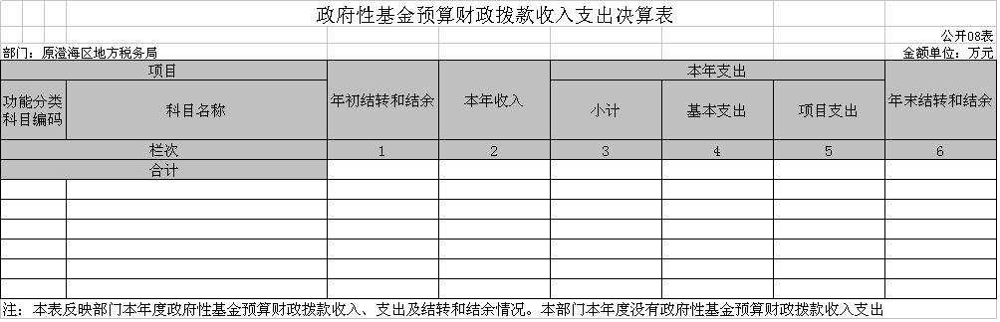 政府性基金预算财政拨款收入支出决算表
公开08表
部门：原澄海区地方税务局 金额单位：万元
项目 年初结转和结余 本年收入 本年支出 年末结转和结余
功能分类科目编码 科目名称 小计 基本支出 项目支出
栏次 1 2 3 4 5 6
合计
注：本表反映部门本年度政府性基金预算财政拨款收入、支出及结转和结余情况。本部门本年度没有政府性基金预算财政拨款收入支出